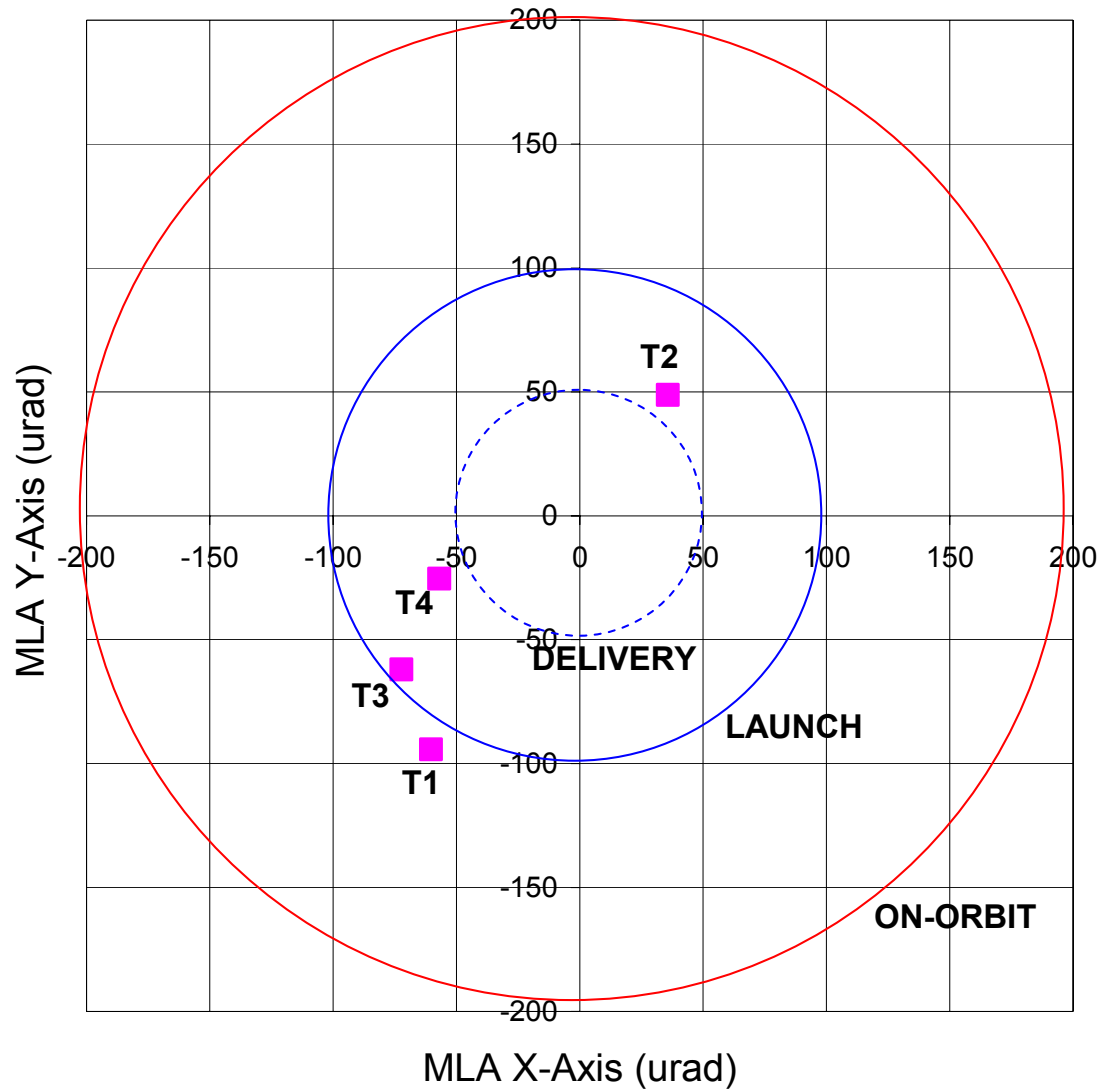 200
150
100
T2
50
0
-200 -150 -100 -50 0 50 100 150 200
T4
-50
DELIVERY
T3
LAUNCH
T1
-100
-150
ON-ORBIT
-200
MLA Y-Axis (urad)
MLA X-Axis (urad)